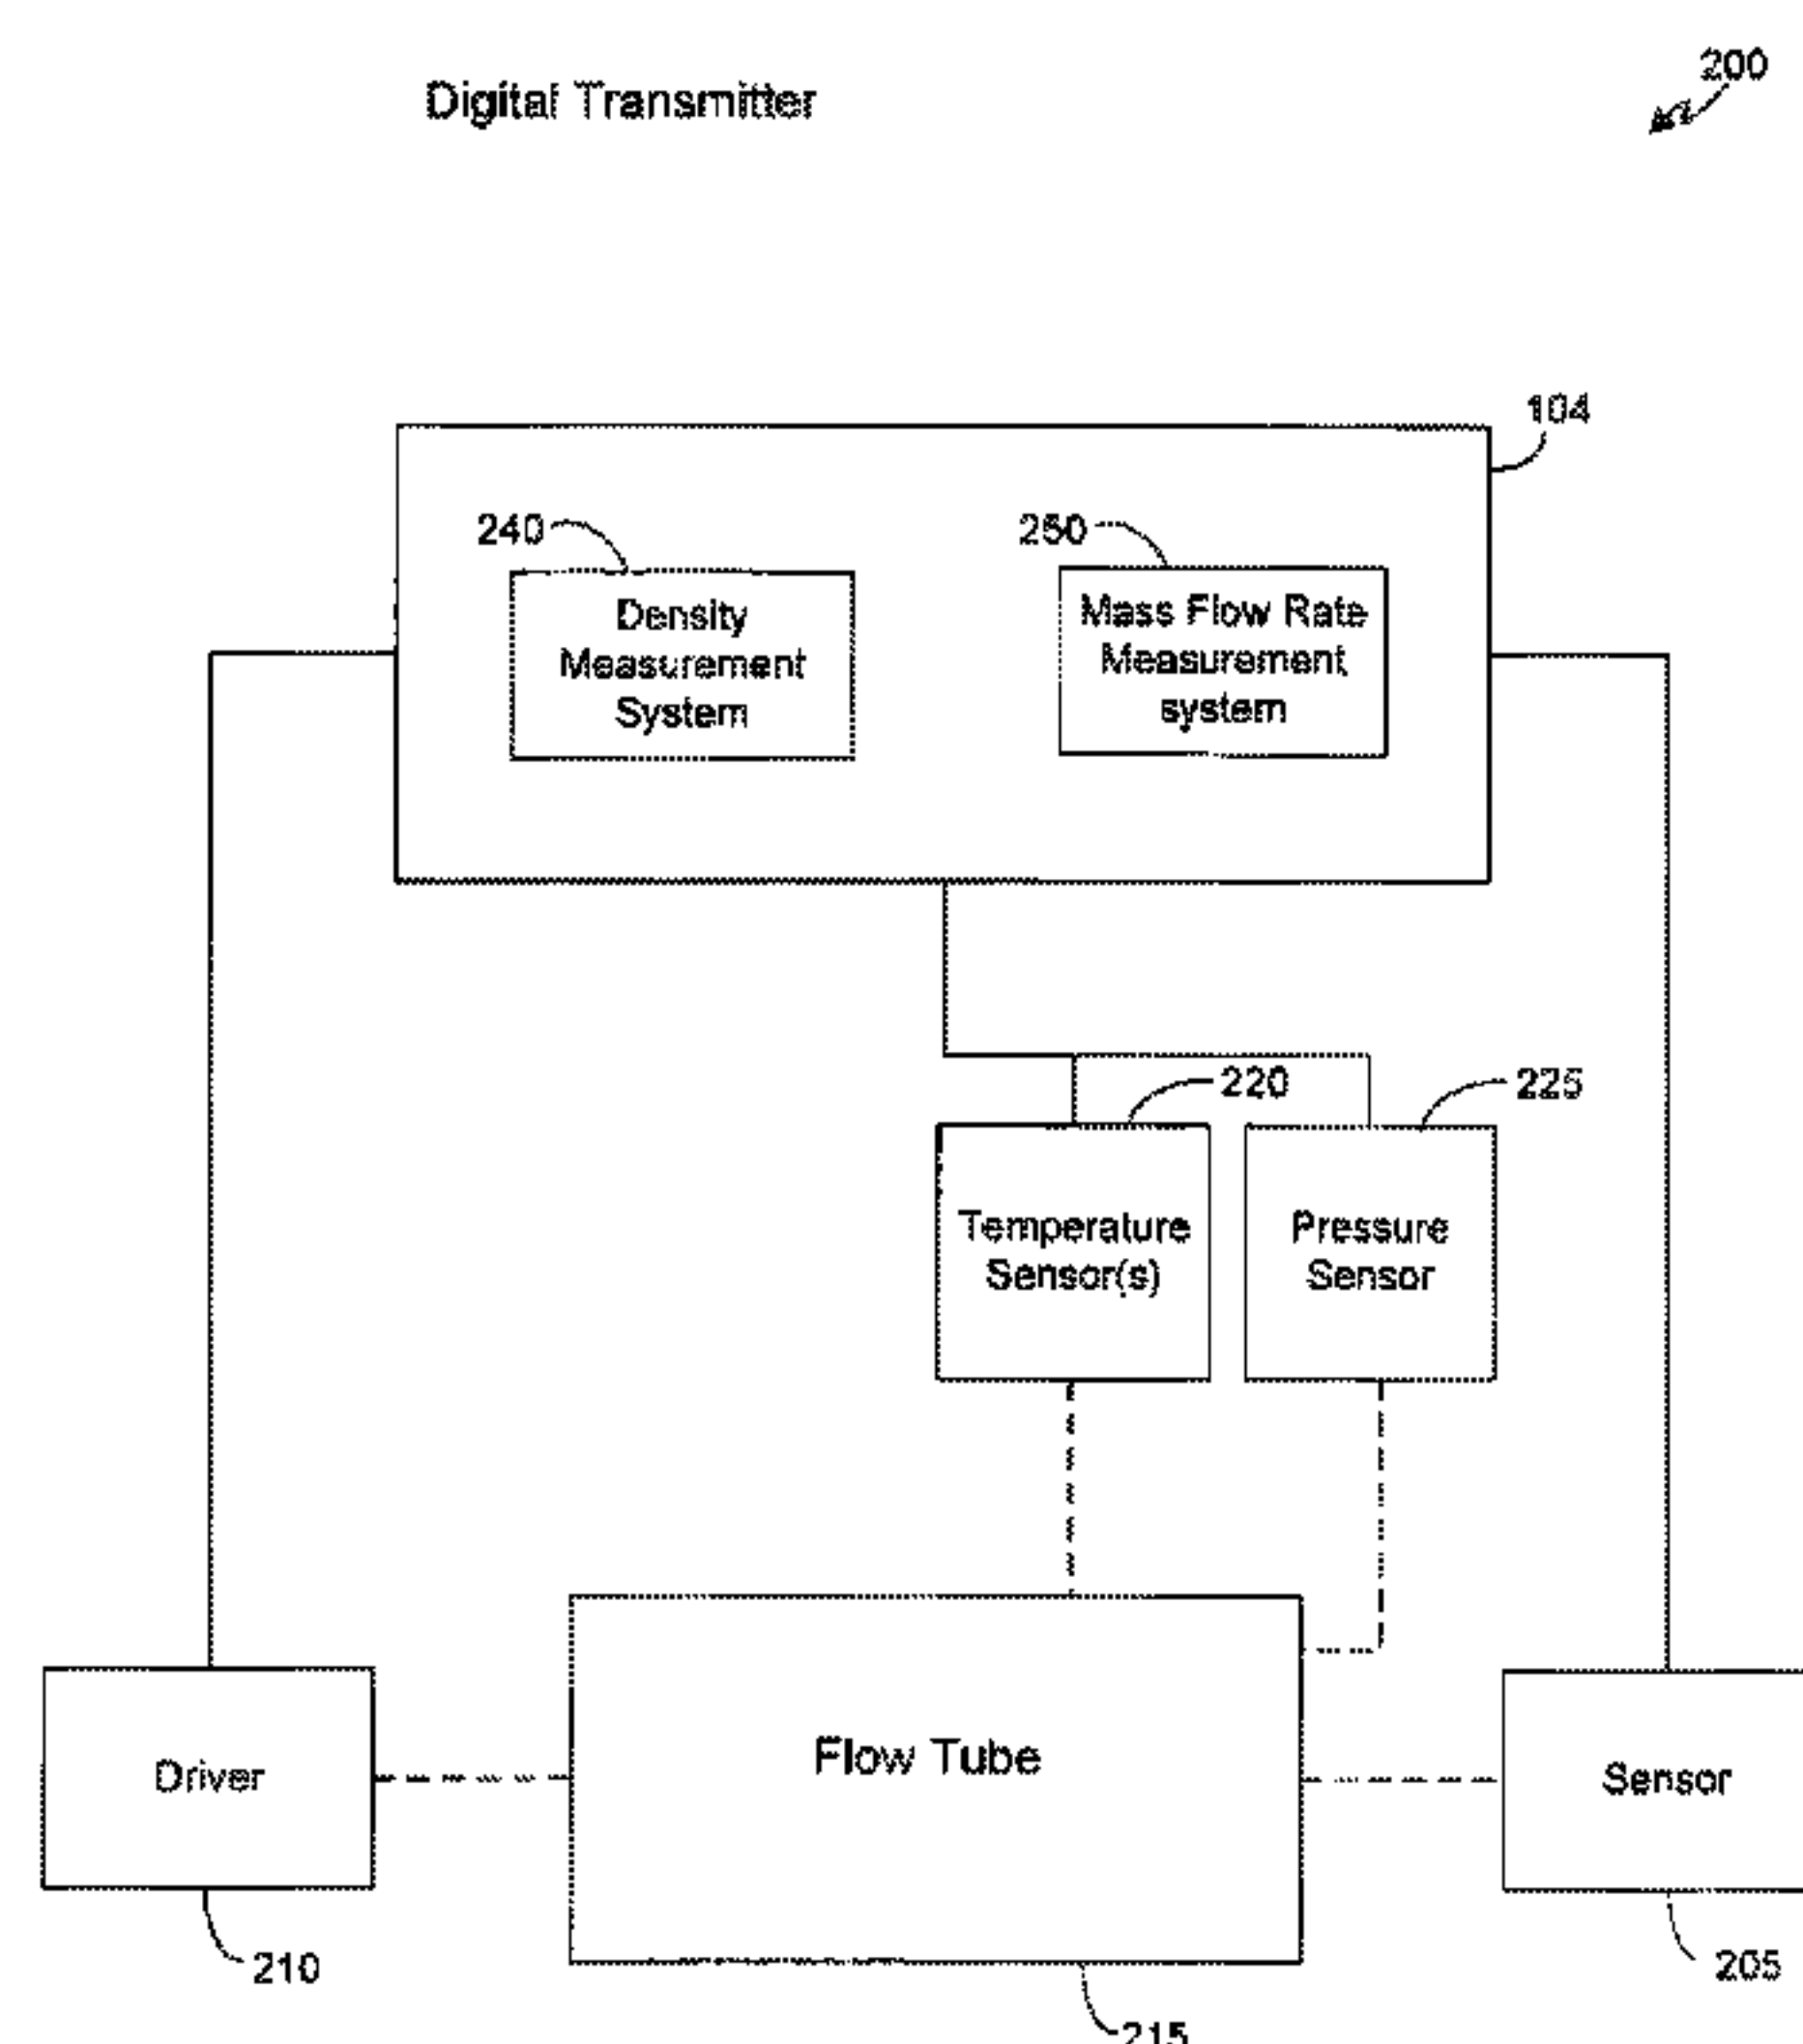 Digital Transmitter
200
104
240
250
Density
Measurement
System
Mass Flow Rate
Measurement
system
220
225
Temperature
Sensor(s)
Pressure
Sensor
Driver
Flow Tube
Sensor
210
205
215